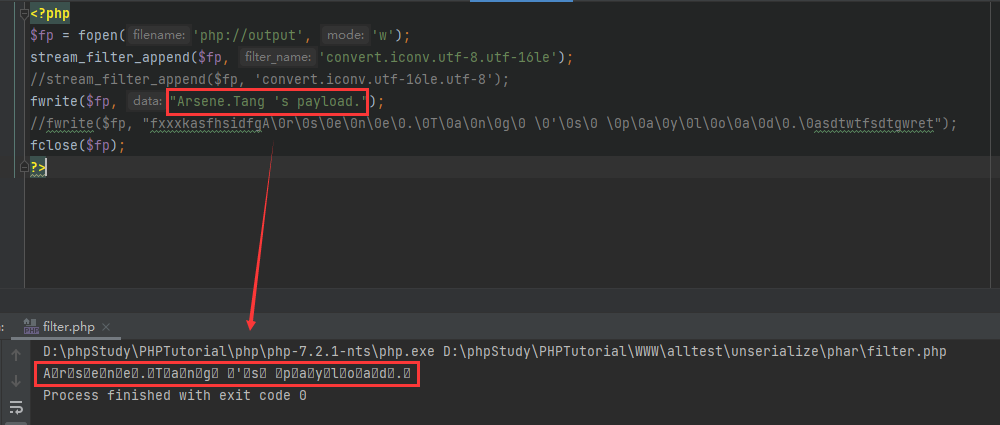 <?php
$fp = fopen( filename: 'php://output', mode: 'w');
stream_filter_append($fp, filter_name: 'convert.iconv.utf-8.utf-16le');
//stream_filter_append($fp, 'convert.iconv.utf-16le.utf-8');
fwrite($fp, data: "Arsene.Tang 's payload.");
//fwrite($fp, "fxxxkasfhsidfgA\0r\0s\0e\0n\0e\0.\0T\0a\0n\0g\0 \0'\0s\0 \0p\0a\0y\0l\0o\0a\0d\0.\0asdtwtfsdtgwret");
fclose($fp);
?>
filter.php
D:\phpStudy\PHPTutorial\php\php-7.2.1-nts\php.exe D:\phpStudy\PHPTutorial\WWW\alltest\unserialize\phar\filter.php
A␀r␀s␀e␀n␀e␀.␀T␀a␀n␀g␀ ␀'␀s␀ ␀p␀a␀y␀l␀o␀a␀d␀.␀
Process finished with exit code 0